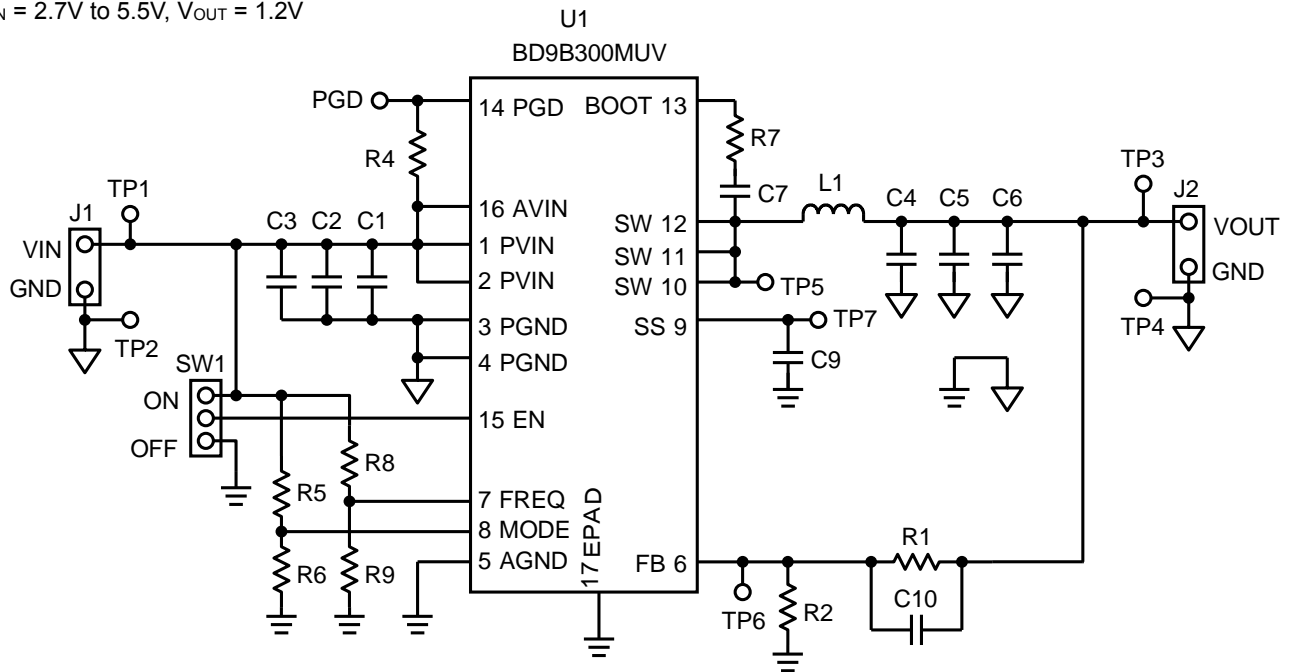 = 2.7V to 5.5V, VOUT = 1.2V
U1
BD9B300MUV
PGD
14 PGD
BOOT 13
R4
R7
TP3
TP1
16 AVIN
C7
L1
J1
C3
C2
C1
C4
C5
C6
J2
SW 12
VIN
1 PVIN
VOUT
SW 11
GND
2 PVIN
SW 10
TP5
GND
3 PGND
SS 9
TP7
TP4
TP2
4 PGND
C9
SW1
ON
15 EN
OFF
R8
R5
7 FREQ
8 MODE
17 EPAD
R1
R6
R9
5 AGND
FB 6
C10
TP6
R2